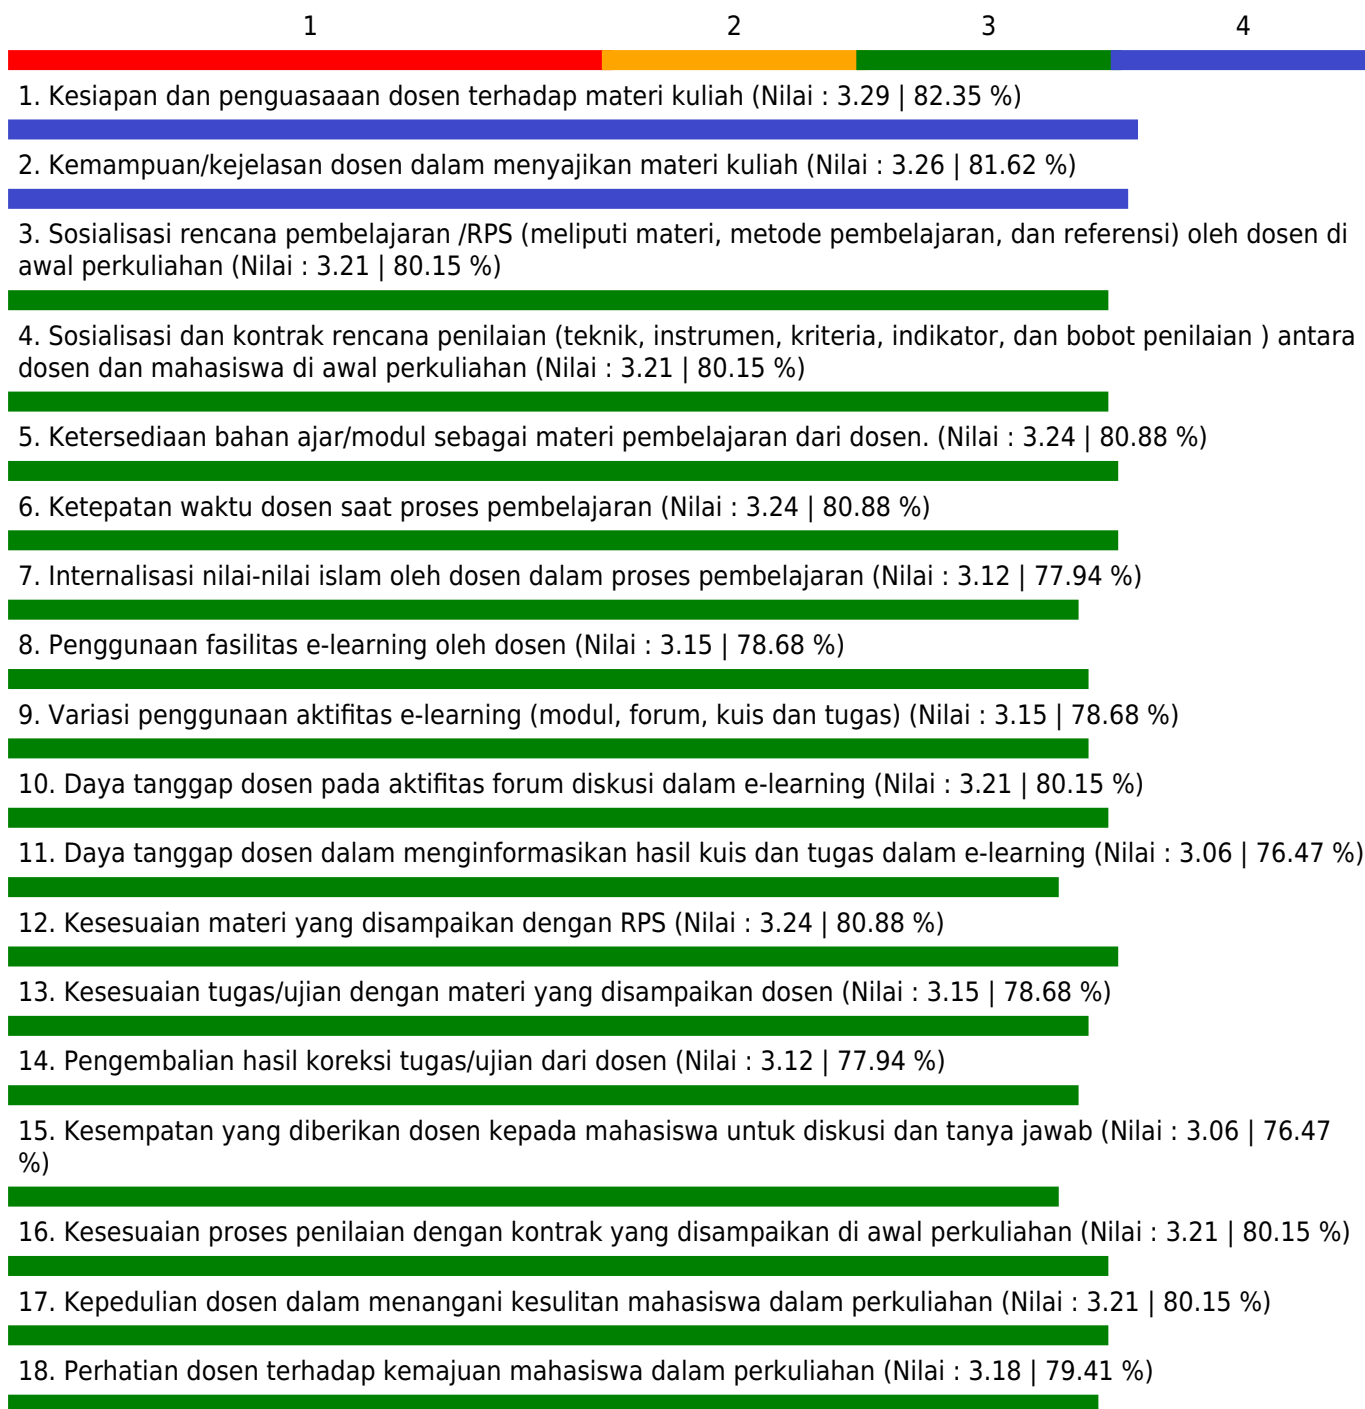 1 2 3 4
1. Kesiapan dan penguasaaan dosen terhadap materi kuliah (Nilai : 3.29 | 82.35 %)
2. Kemampuan/kejelasan dosen dalam menyajikan materi kuliah (Nilai : 3.26 | 81.62 %)
3. Sosialisasi rencana pembelajaran /RPS (meliputi materi, metode pembelajaran, dan referensi) oleh dosen di
awal perkuliahan (Nilai : 3.21 | 80.15 %)
4. Sosialisasi dan kontrak rencana penilaian (teknik, instrumen, kriteria, indikator, dan bobot penilaian ) antara
dosen dan mahasiswa di awal perkuliahan (Nilai : 3.21 | 80.15 %)
5. Ketersediaan bahan ajar/modul sebagai materi pembelajaran dari dosen. (Nilai : 3.24 | 80.88 %)
6. Ketepatan waktu dosen saat proses pembelajaran (Nilai : 3.24 | 80.88 %)
7. Internalisasi nilai-nilai islam oleh dosen dalam proses pembelajaran (Nilai : 3.12 | 77.94 %)
8. Penggunaan fasilitas e-learning oleh dosen (Nilai : 3.15 | 78.68 %)
9. Variasi penggunaan aktifitas e-learning (modul, forum, kuis dan tugas) (Nilai : 3.15 | 78.68 %)
10. Daya tanggap dosen pada aktifitas forum diskusi dalam e-learning (Nilai : 3.21 | 80.15 %)
11. Daya tanggap dosen dalam menginformasikan hasil kuis dan tugas dalam e-learning (Nilai : 3.06 | 76.47 %)
12. Kesesuaian materi yang disampaikan dengan RPS (Nilai : 3.24 | 80.88 %)
13. Kesesuaian tugas/ujian dengan materi yang disampaikan dosen (Nilai : 3.15 | 78.68 %)
14. Pengembalian hasil koreksi tugas/ujian dari dosen (Nilai : 3.12 | 77.94 %)
15. Kesempatan yang diberikan dosen kepada mahasiswa untuk diskusi dan tanya jawab (Nilai : 3.06 | 76.47
%)
16. Kesesuaian proses penilaian dengan kontrak yang disampaikan di awal perkuliahan (Nilai : 3.21 | 80.15 %)
17. Kepedulian dosen dalam menangani kesulitan mahasiswa dalam perkuliahan (Nilai : 3.21 | 80.15 %)
18. Perhatian dosen terhadap kemajuan mahasiswa dalam perkuliahan (Nilai : 3.18 | 79.41 %)